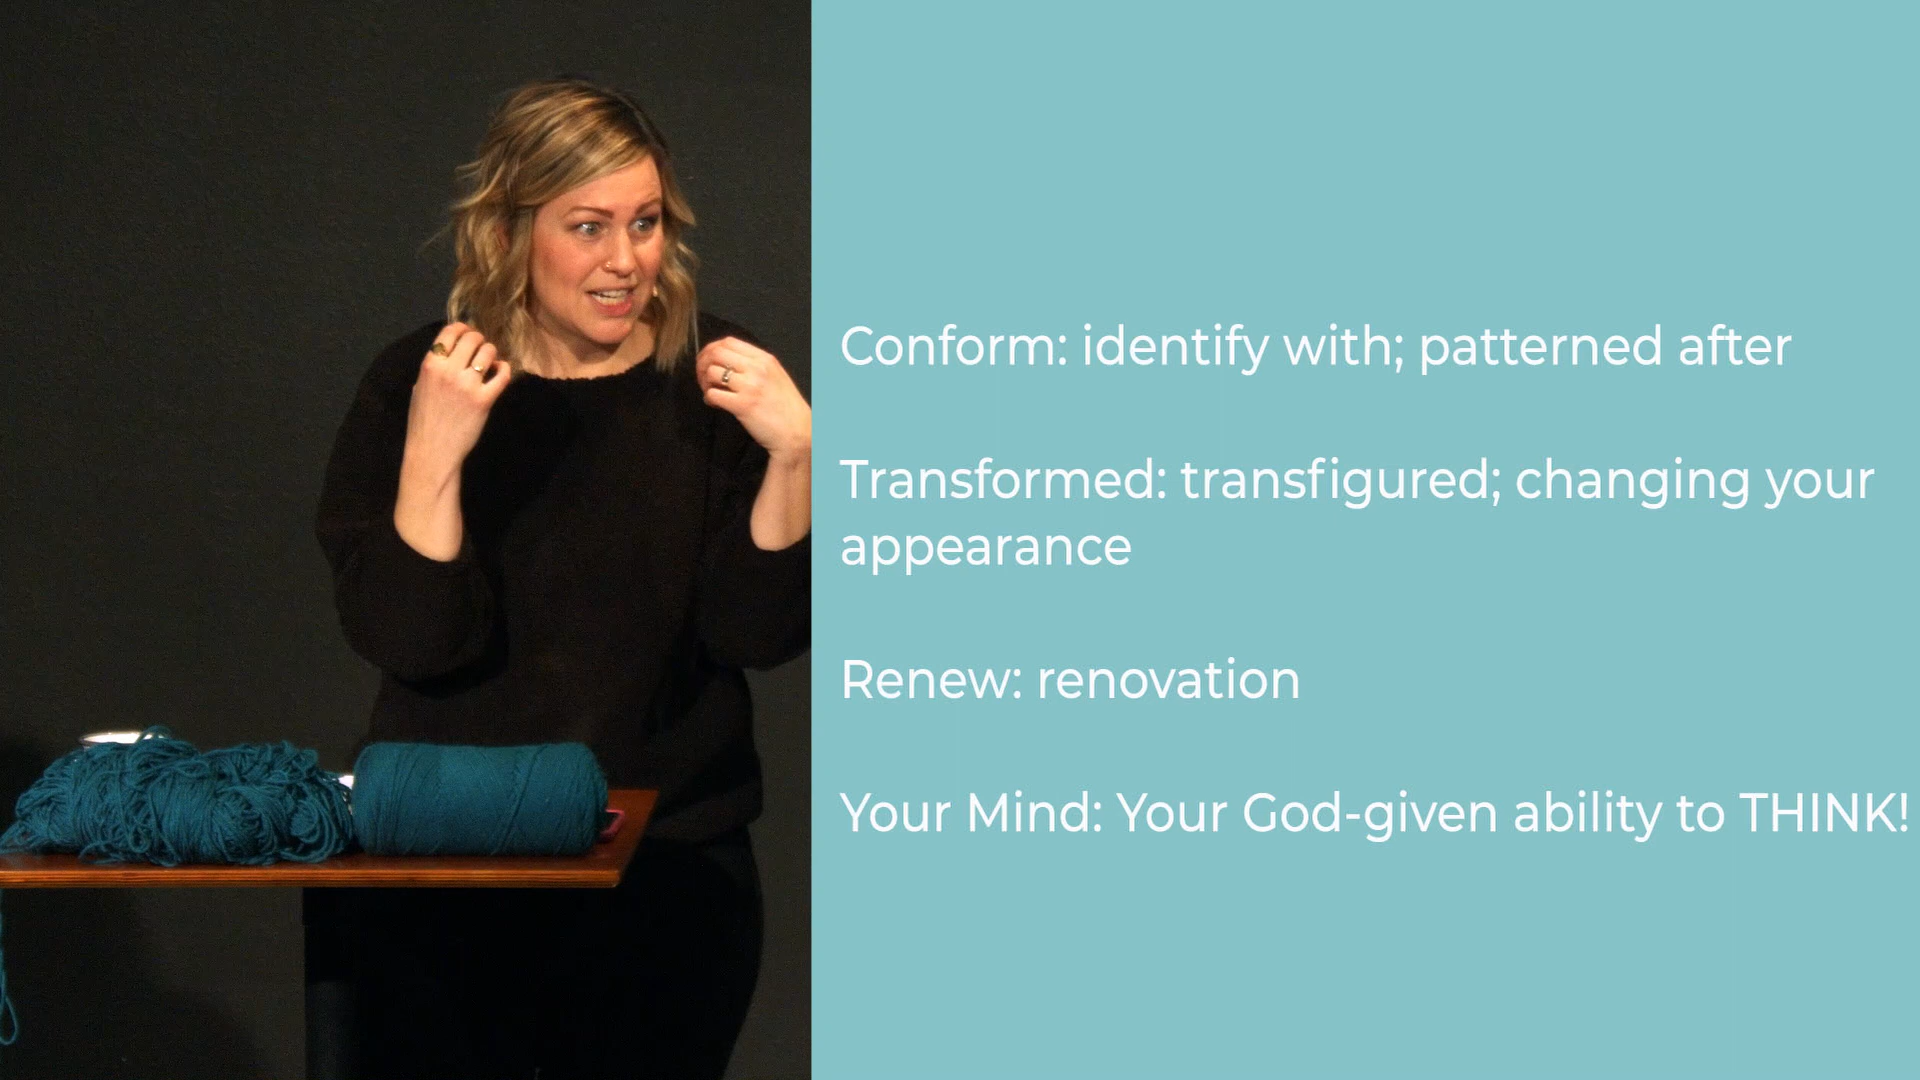 Conform: identify with; patterned after
Transformed: transfigured; changing your
appearance
Renew: renovation
Your Mind: Your God-given ability to THINK!